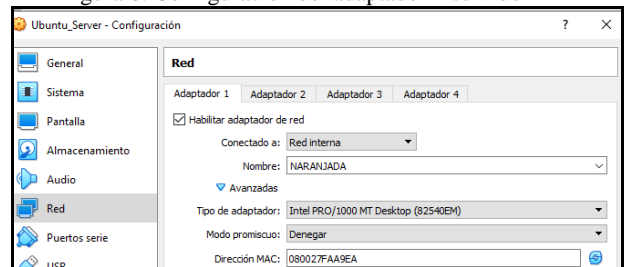 Ubuntu_Server - Configuración ? ×
General
Sistema
Pantalla
Almacenamiento
Audio
Red
Puertos serie
USB
Red
Adaptador 1 Adaptador 2 Adaptador 3 Adaptador 4
Habilitar adaptador de red
Conectado a: Red interna
Nombre: NARANJADA
Avanzadas
Tipo de adaptador: Intel PRO/1000 MT Desktop (82540EM)
Modo promiscuo: Denegar
Dirección MAC: 080027FAA9EA